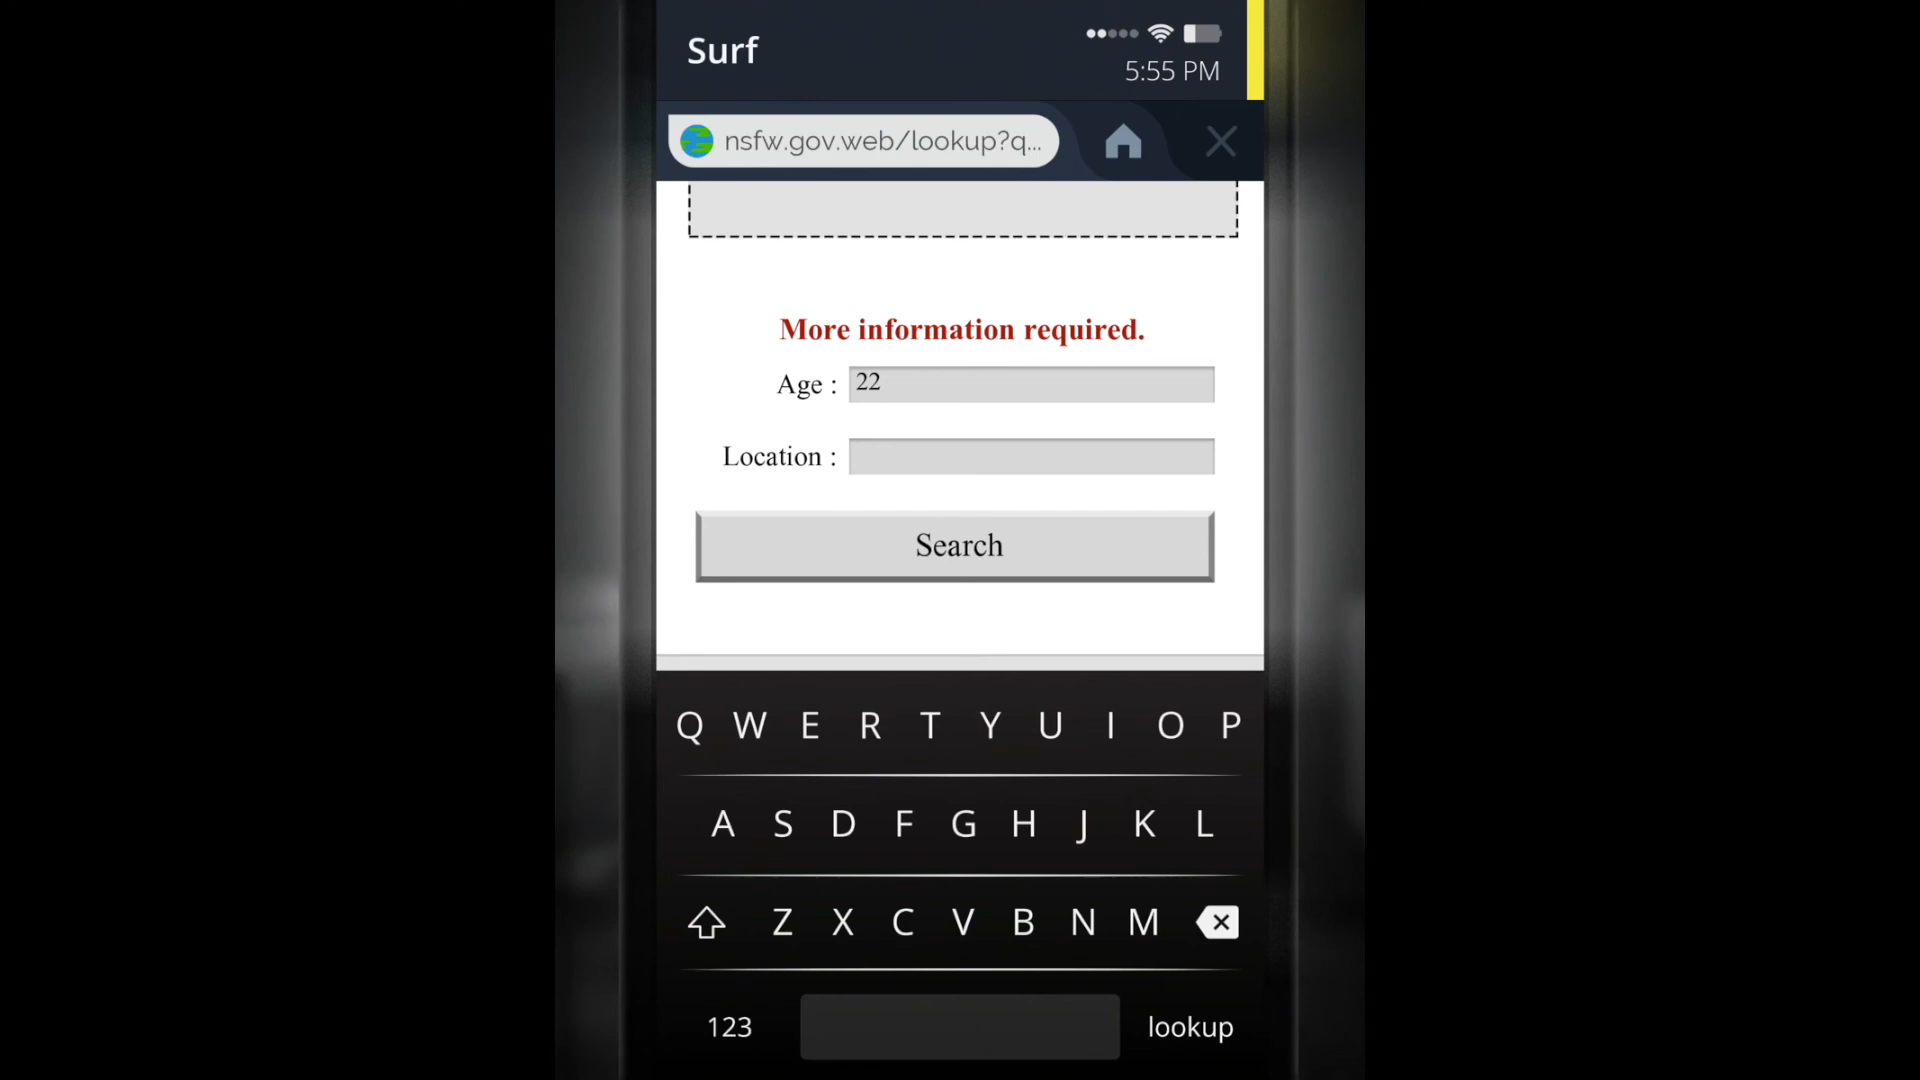 Surf
5:55 PM
nsfw.gov.web/lookup?q...
More information required.
Age : 22
Location :
Search
Q W E R T Y U I O P
A S D F G H J K L
Z X C V B N M
123 lookup